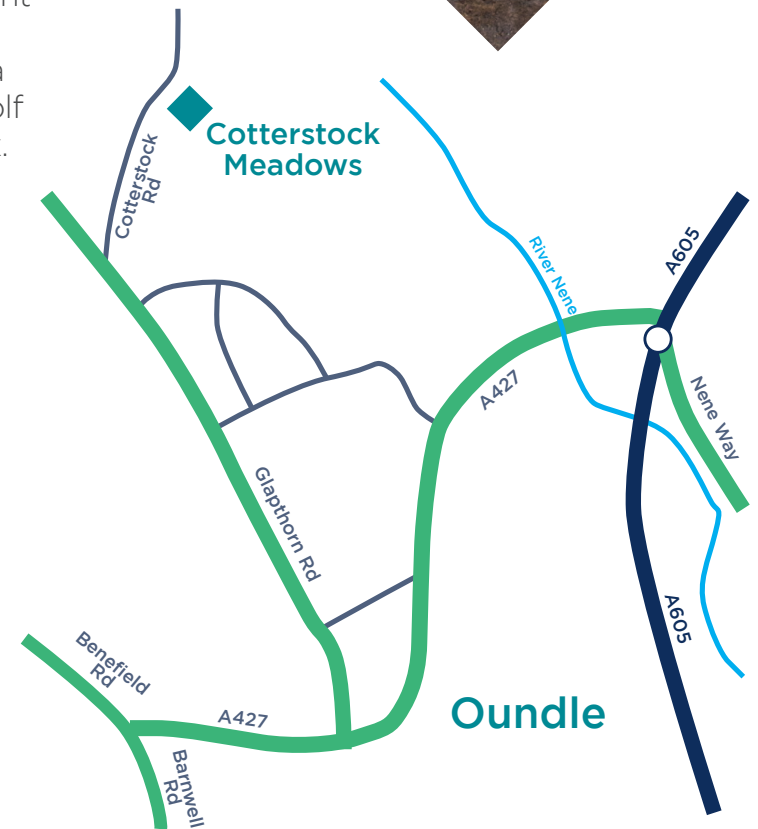 a
olf
Cotterstock
Meadows
Cotterstock
Rd
River Nene
A605
A427
Nene Way
Glapthorn Rd
A605
Benefield
Rd
A427
Oundle
Barnwell
Rd